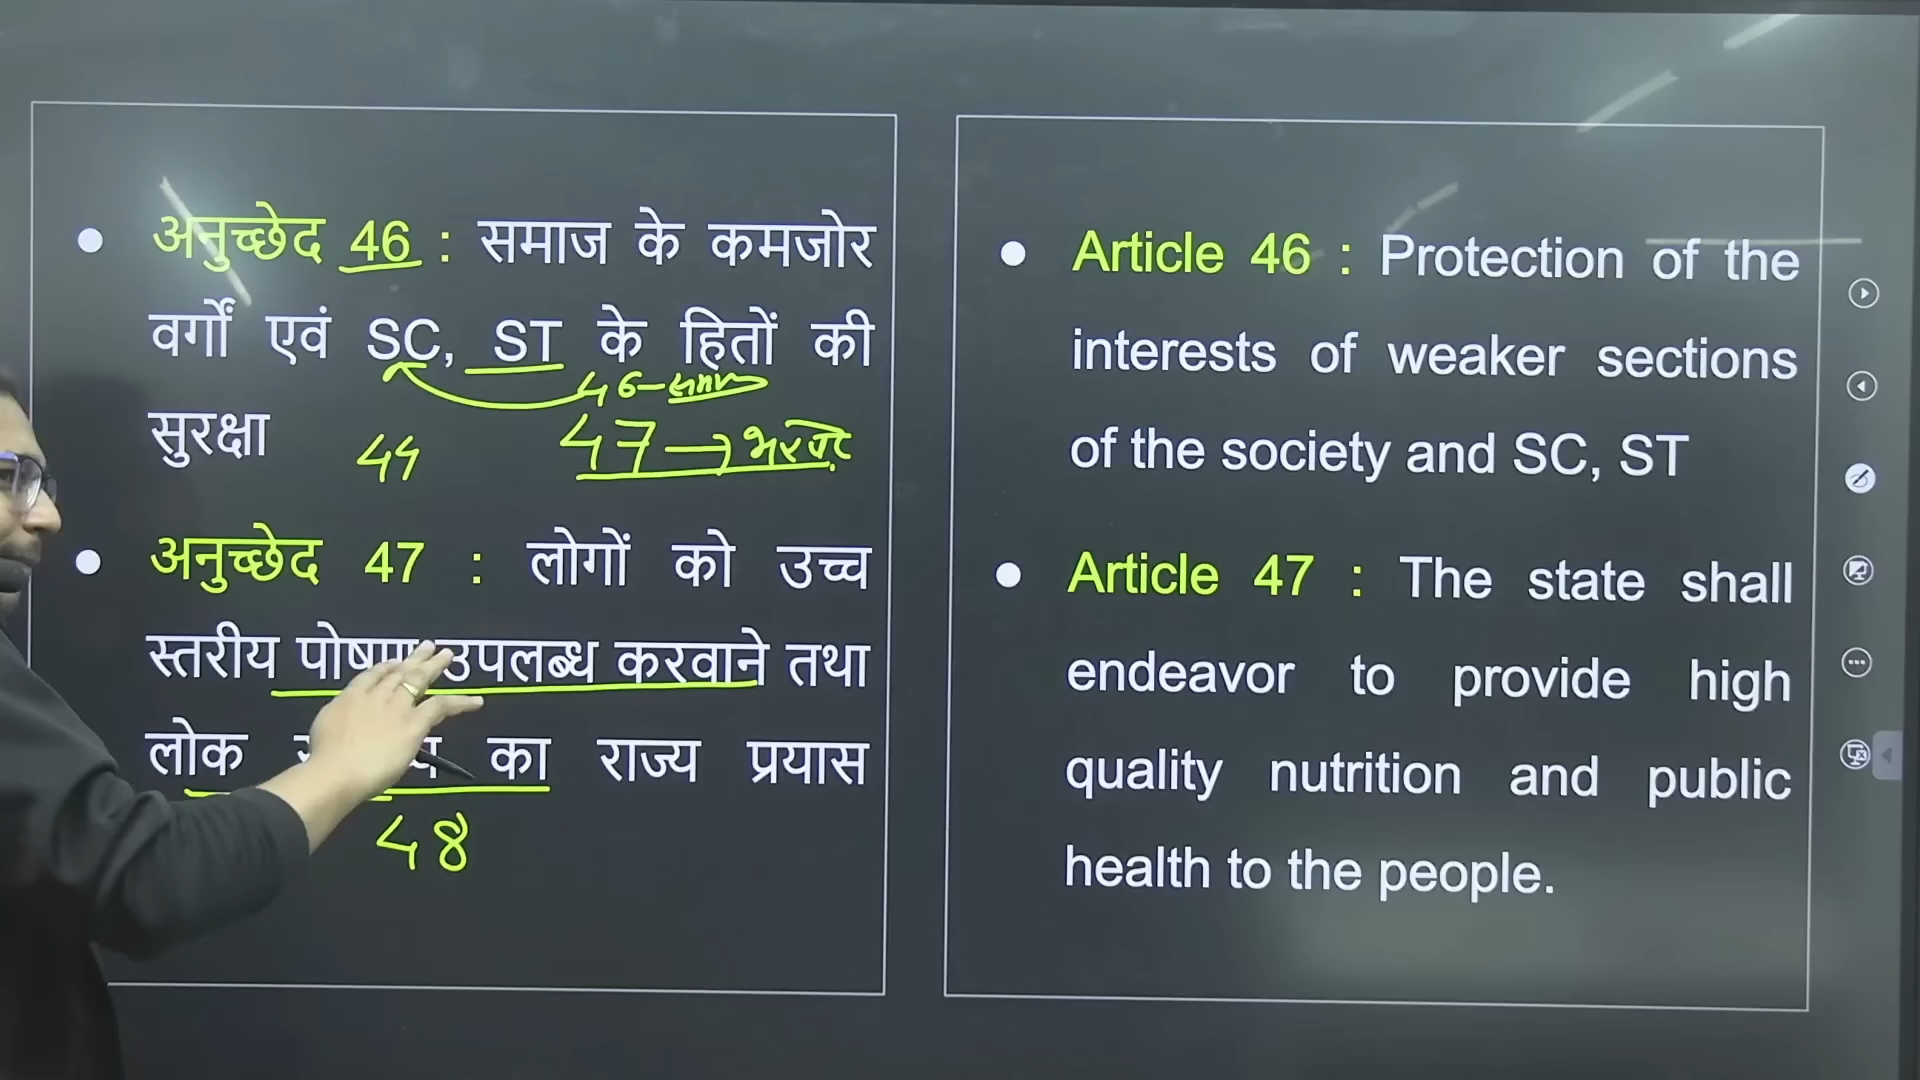 अनुच्छेद 46 : समाज के कमजोर
वर्गों एवं SC, ST के हितों की
46-
सुरक्षा
44
47→
अनुच्छेद 47 : लोगों को उच्च
स्तरीय पोषण उपलब्ध करवाने तथा
लोक का राज्य प्रयास
48
Article 46 : Protection of the
interests of weaker sections
of the society and SC, ST
Article 47 : The state shall
endeavor to provide high
quality nutrition and public
health to the people.